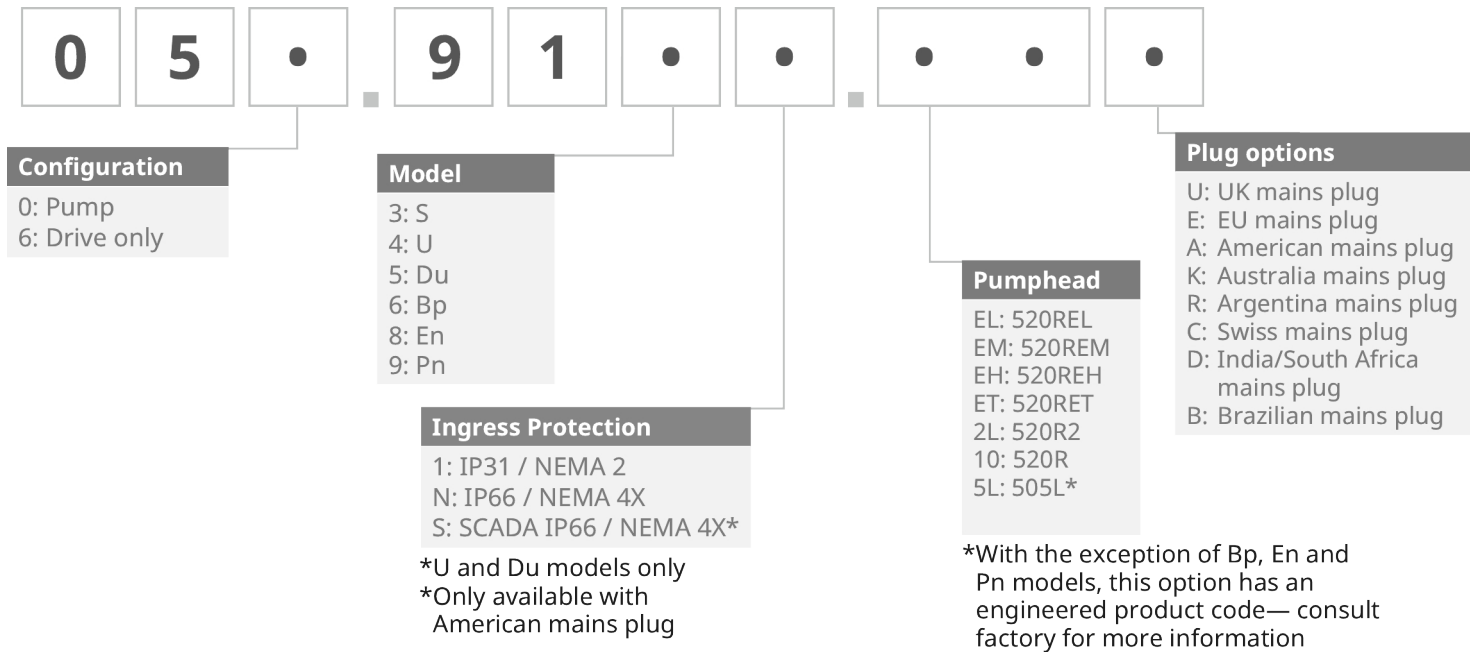 0 5 • . 9 1 • • . • • •
Configuration
0: Pump
6: Drive only
Model
3: S
4: U
5: Du
6: Bp
8: En
9: Pn
Ingress Protection
1: IP31 / NEMA 2
N: IP66 / NEMA 4X
S: SCADA IP66 / NEMA 4X*
*U and Du models only
*Only available with
American mains plug
Pumphead
EL: 520REL
EM: 520REM
EH: 520REH
ET: 520RET
2L: 520R2
10: 520R
5L: 505L*
*With the exception of Bp, En and
Pn models, this option has an
engineered product code— consult
factory for more information
Plug options
U: UK mains plug
E: EU mains plug
A: American mains plug
K: Australia mains plug
R: Argentina mains plug
C: Swiss mains plug
D: India/South Africa
mains plug
B: Brazilian mains plug